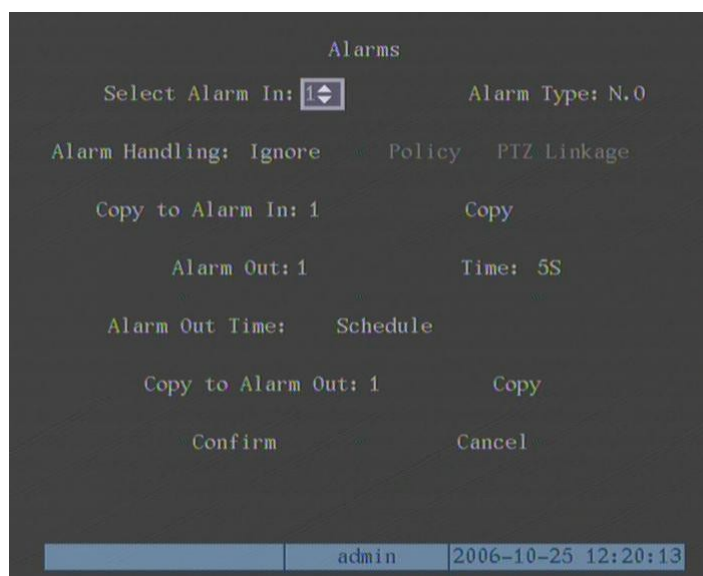 Alarms
Select Alarm In: 1 Alarm Type: N.O
Alarm Handling: Ignore Policy PTZ Linkage
Copy to Alarm In: 1 Copy
Alarm Out: 1 Time: 5S
Alarm Out Time: Schedule
Copy to Alarm Out: 1 Copy
Confirm Cancel
admin 2006-10-25 12:20:13